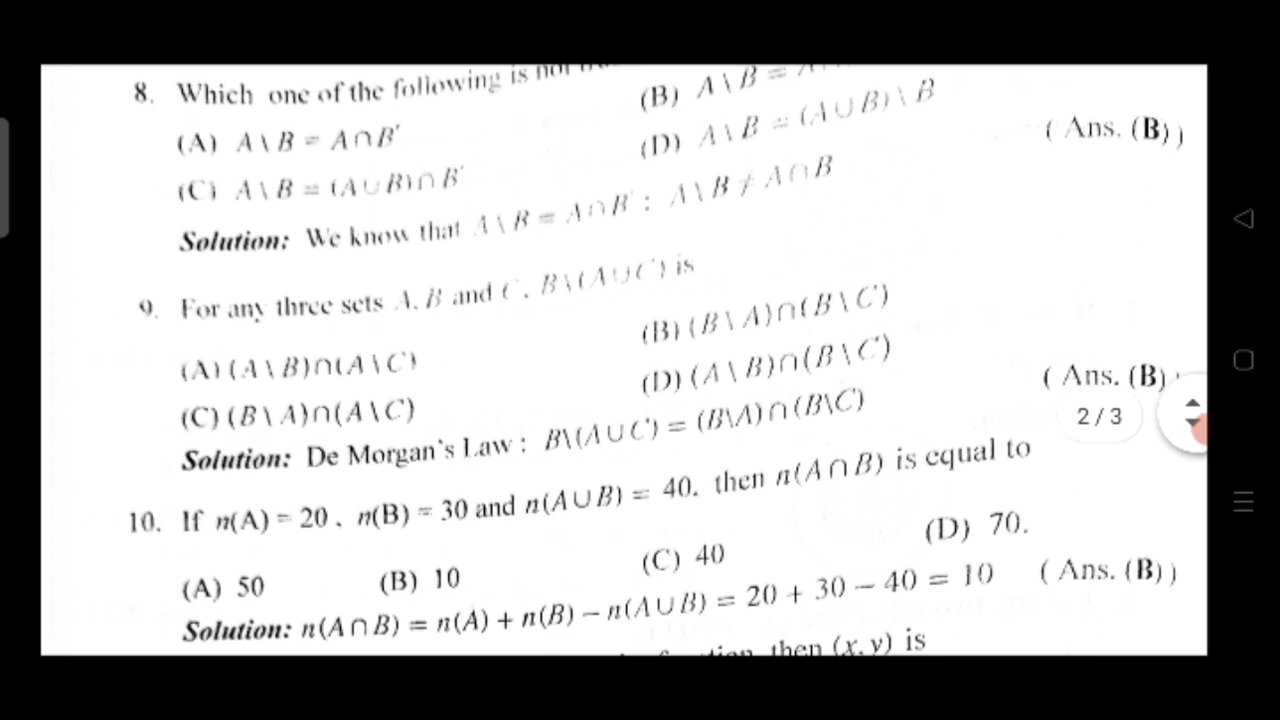 8. Which one of the following is not
(A) A \ B = A ∩ B′ (B) A \ B =
(C) A \ B = (A ∪ B) ∩ B′ (D) A \ B = (A ∪ B) \ B
( Ans. (B) )
Solution: We know that A \ B = A ∩ B′ : A \ B ≠ A ∩ B
9. For any three sets A, B and C, B \ (A ∪ C) is
(A) (A \ B) ∩ (A \ C) (B) (B \ A) ∩ (B \ C)
(C) (B \ A) ∩ (A \ C) (D) (A \ B) ∩ (B \ C)
( Ans. (B)
Solution: De Morgan's Law : B\(A ∪ C) = (B\A) ∩ (B\C)
2 / 3
10. If n(A) = 20 , n(B) = 30 and n(A ∪ B) = 40, then n(A ∩ B) is equal to
(A) 50 (B) 10 (C) 40 (D) 70.
Solution: n(A ∩ B) = n(A) + n(B) − n(A ∪ B) = 20 + 30 − 40 = 10 ( Ans. (B) )
then (x, y) is